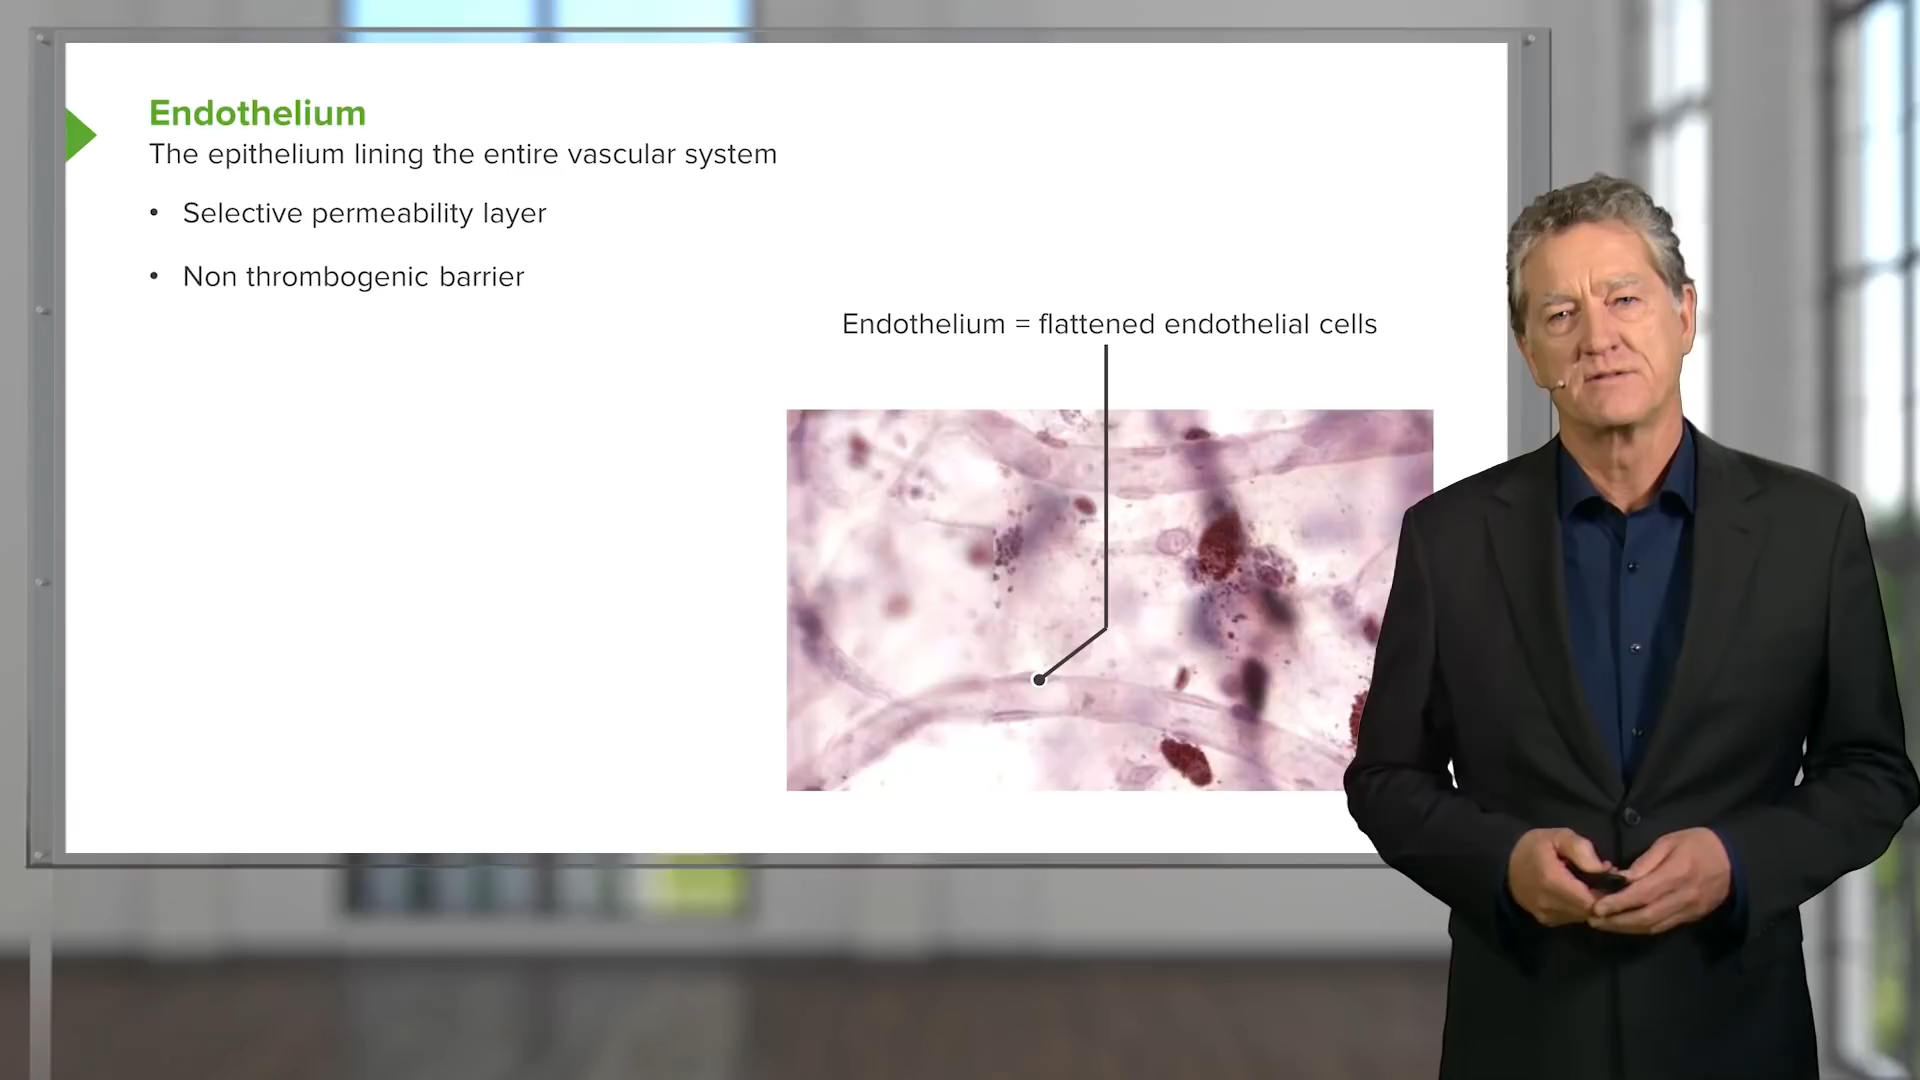 Endothelium
The epithelium lining the entire vascular system
• Selective permeability layer
• Non thrombogenic barrier
Endothelium = flattened endothelial cells